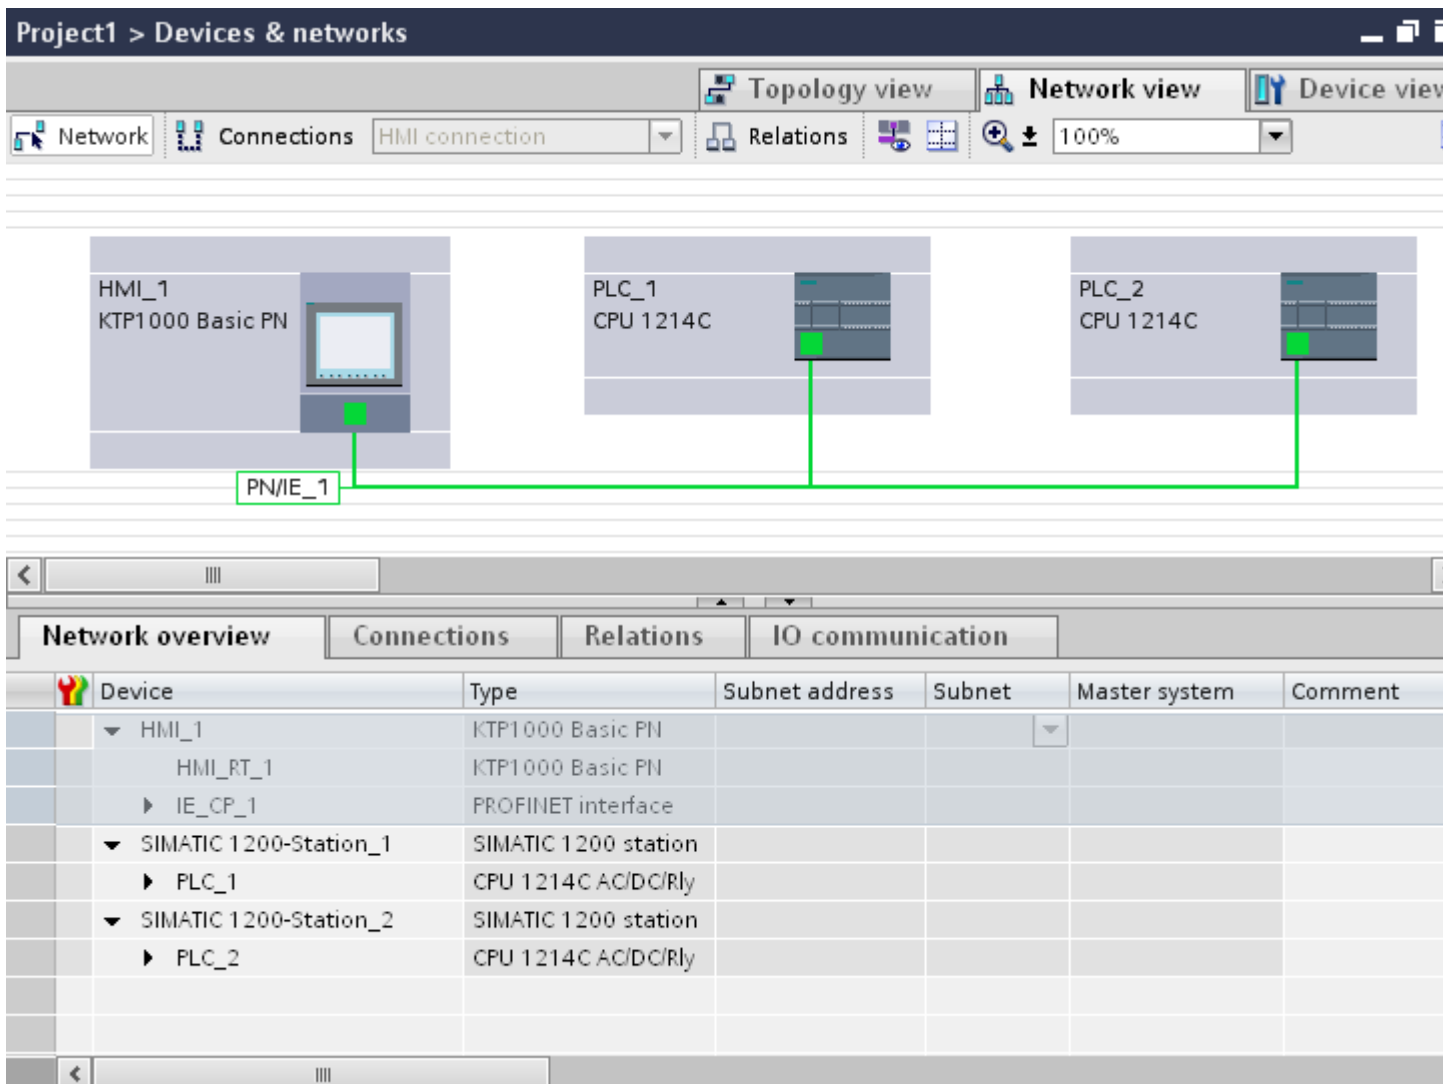 Project1 > Devices & networks
Topology view Network view Device view
Network Connections HMI connection Relations 100%
HMI_1
KTP1000 Basic PN
PLC_1
CPU 1214C
PLC_2
CPU 1214C
PN/IE_1
Network overview Connections Relations IO communication
Device Type Subnet address Subnet Master system Comment
HMI_1 KTP1000 Basic PN
HMI_RT_1 KTP1000 Basic PN
IE_CP_1 PROFINET interface
SIMATIC 1200-Station_1 SIMATIC 1200 station
PLC_1 CPU 1214C AC/DC/Rly
SIMATIC 1200-Station_2 SIMATIC 1200 station
PLC_2 CPU 1214C AC/DC/Rly